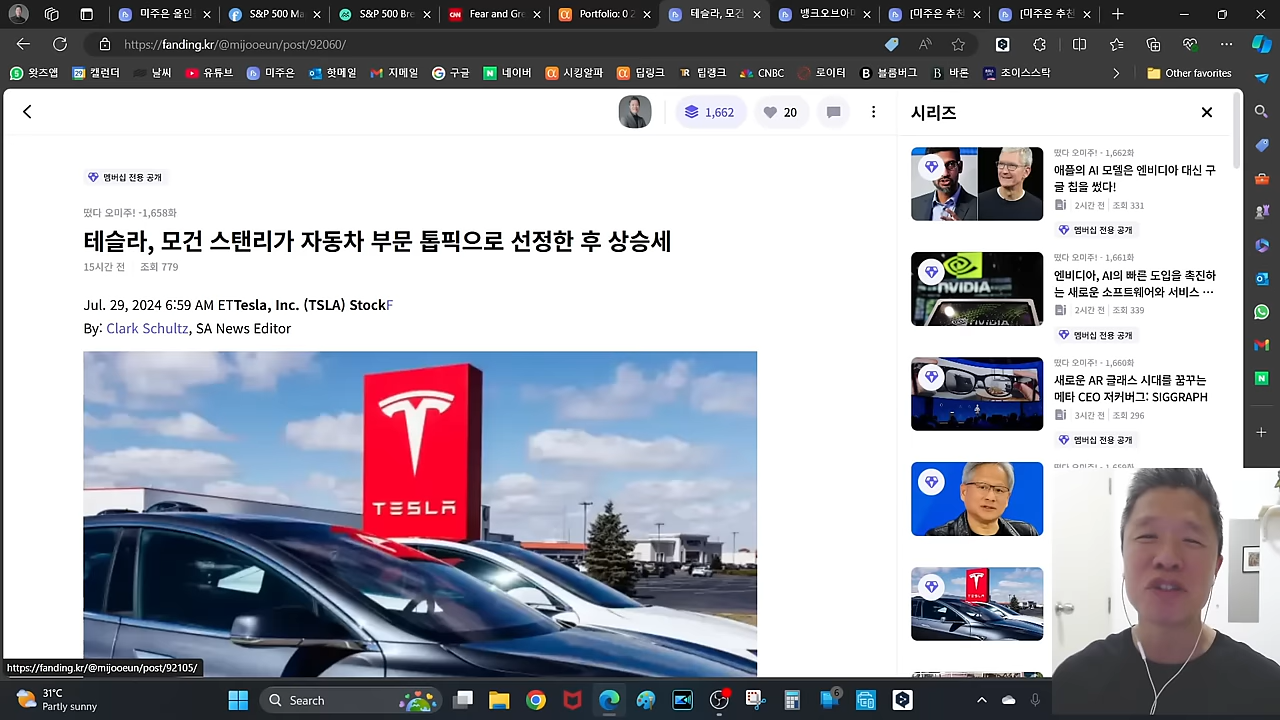 미주은 올인
S&P 500 Ma
S&P 500 Bre
CNN
Fear and Gre
Portfolio: 0 2
테슬라, 모건
뱅크오브아메
[미주은 추천
[미주은 추천
https://fanding.kr/@mijooeun/post/92060/
왓즈앱
캘린더
날씨
유튜브
미주은
핫메일
지메일
구글
네이버
시킹알파
딥링크
팁랭크
CNBC
로이터
블룸버그
바론
조이스스탁
Other favorites
1,662
20
시리즈
멤버십 전용 공개
떴다 오미주! -1,658화
테슬라, 모건 스탠리가 자동차 부문 톱픽으로 선정한 후 상승세
15시간 전 조회 779
Jul. 29, 2024 6:59 AM ETTesla, Inc. (TSLA) StockF
By: Clark Schultz, SA News Editor
TESLA
떴다 오미주! - 1,662화
애플의 AI 모델은 엔비디아 대신 구
글 칩을 썼다!
2시간 전 조회 331
멤버십 전용 공개
떴다 오미주! - 1,661화
엔비디아, AI의 빠른 도입을 촉진하
는 새로운 소프트웨어와 서비스 ⋯
2시간 전 조회 339
멤버십 전용 공개
NVIDIA
떴다 오미주! - 1,660화
새로운 AR 글래스 시대를 꿈꾸는
메타 CEO 저커버그: SIGGRAPH
3시간 전 조회 296
멤버십 전용 공개
https://fanding.kr/@mijooeun/post/92105/
31°C
Partly sunny
Search
6